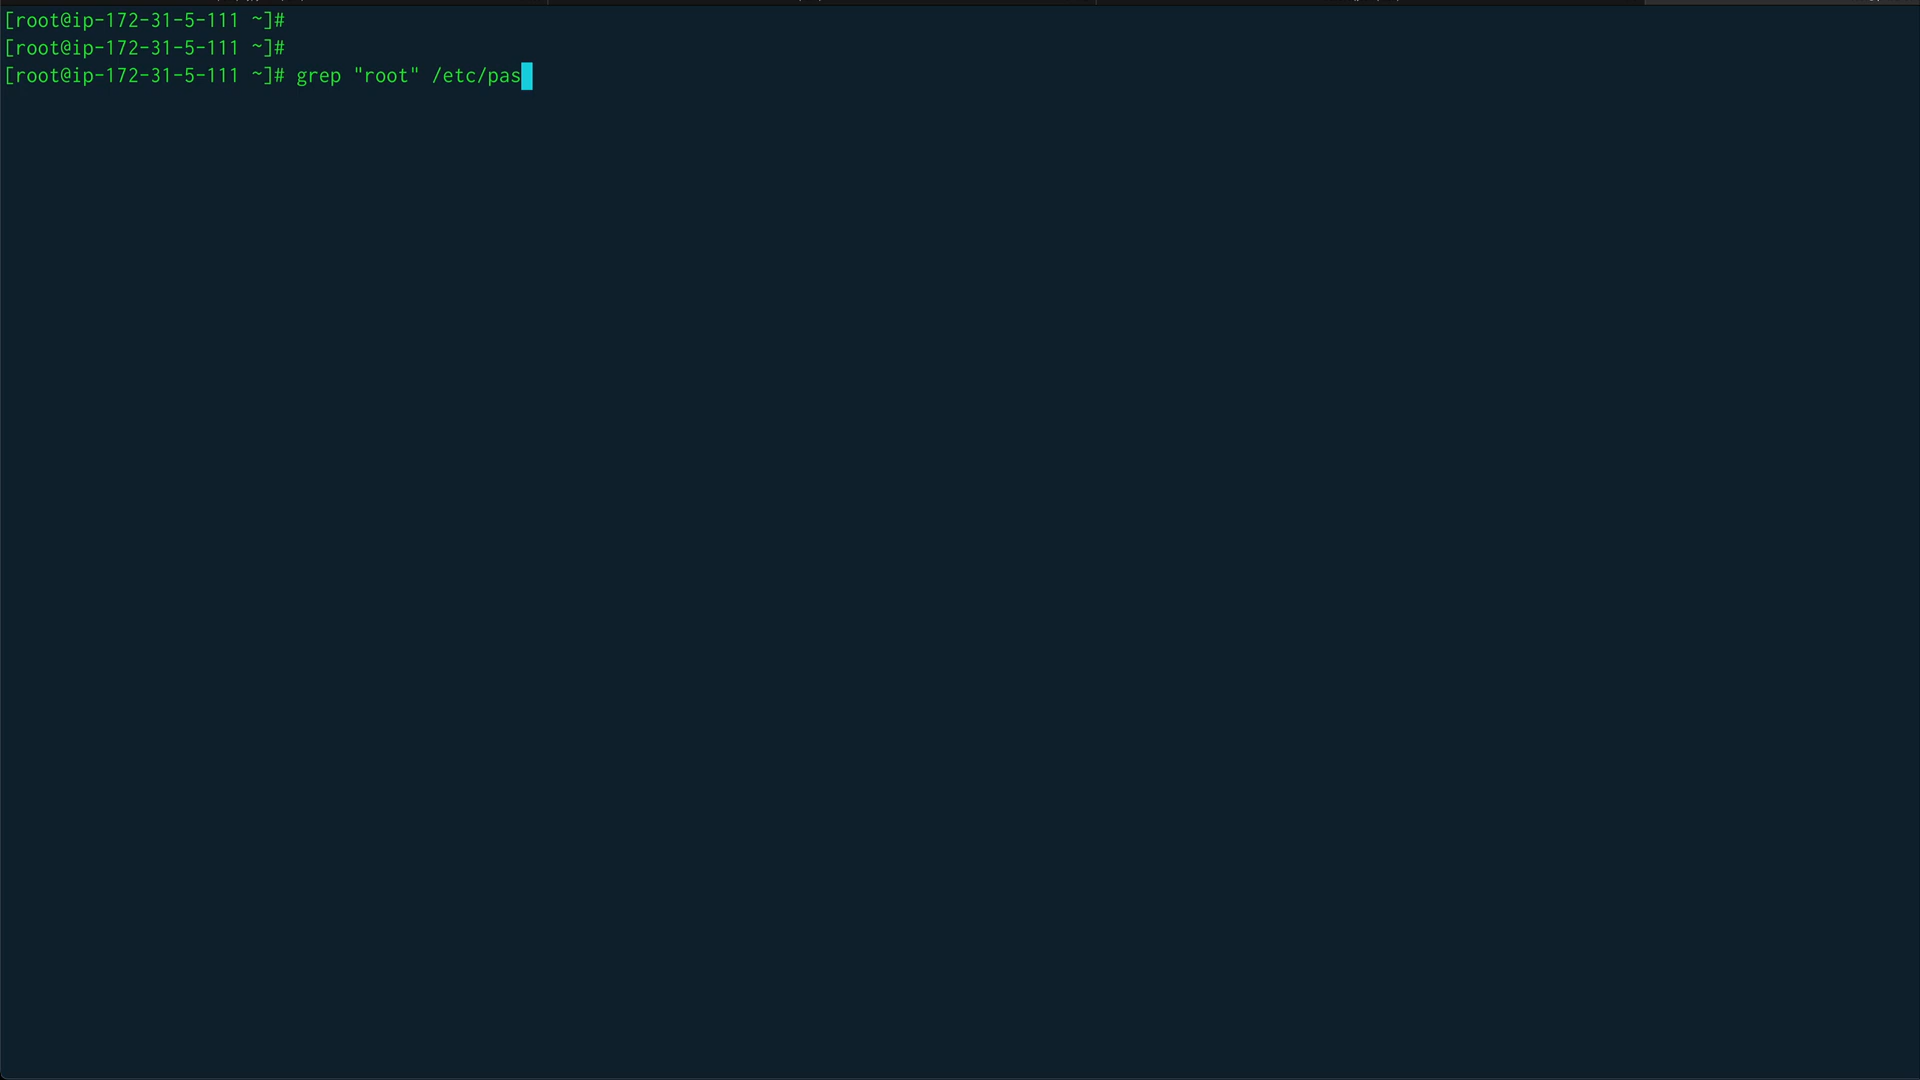 [root@ip-172-31-5-111 ~]#
[root@ip-172-31-5-111 ~]#
[root@ip-172-31-5-111 ~]# grep "root" /etc/pas